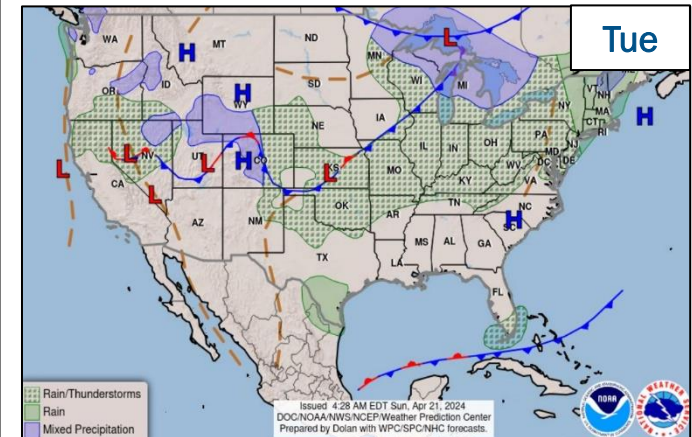 Tue
WA
MT
ND
MN
H
L
OR
ID
SD
WI
MI
VT
NH
NY
MA
CT
RI
H
WY
H
NE
IA
PA
NJ
L
L
NV
UT
L
H
CO
KS
L
MO
IL
IN
OH
WV
MD
DE
DC
VA
KY
CA
L
AZ
NM
OK
AR
TN
NC
H
SC
TX
LA
MS
AL
GA
FL
Rain/Thunderstorms
Rain
Mixed Precipitation
Issued 4:28 AM EDT Sun, Apr 21, 2024
DOC/NOAA/NWS/NCEP/Weather Prediction Center
Prepared by Dolan with WPC/SPC/NHC forecasts.
NOAA
NATIONAL WEATHER SERVICE